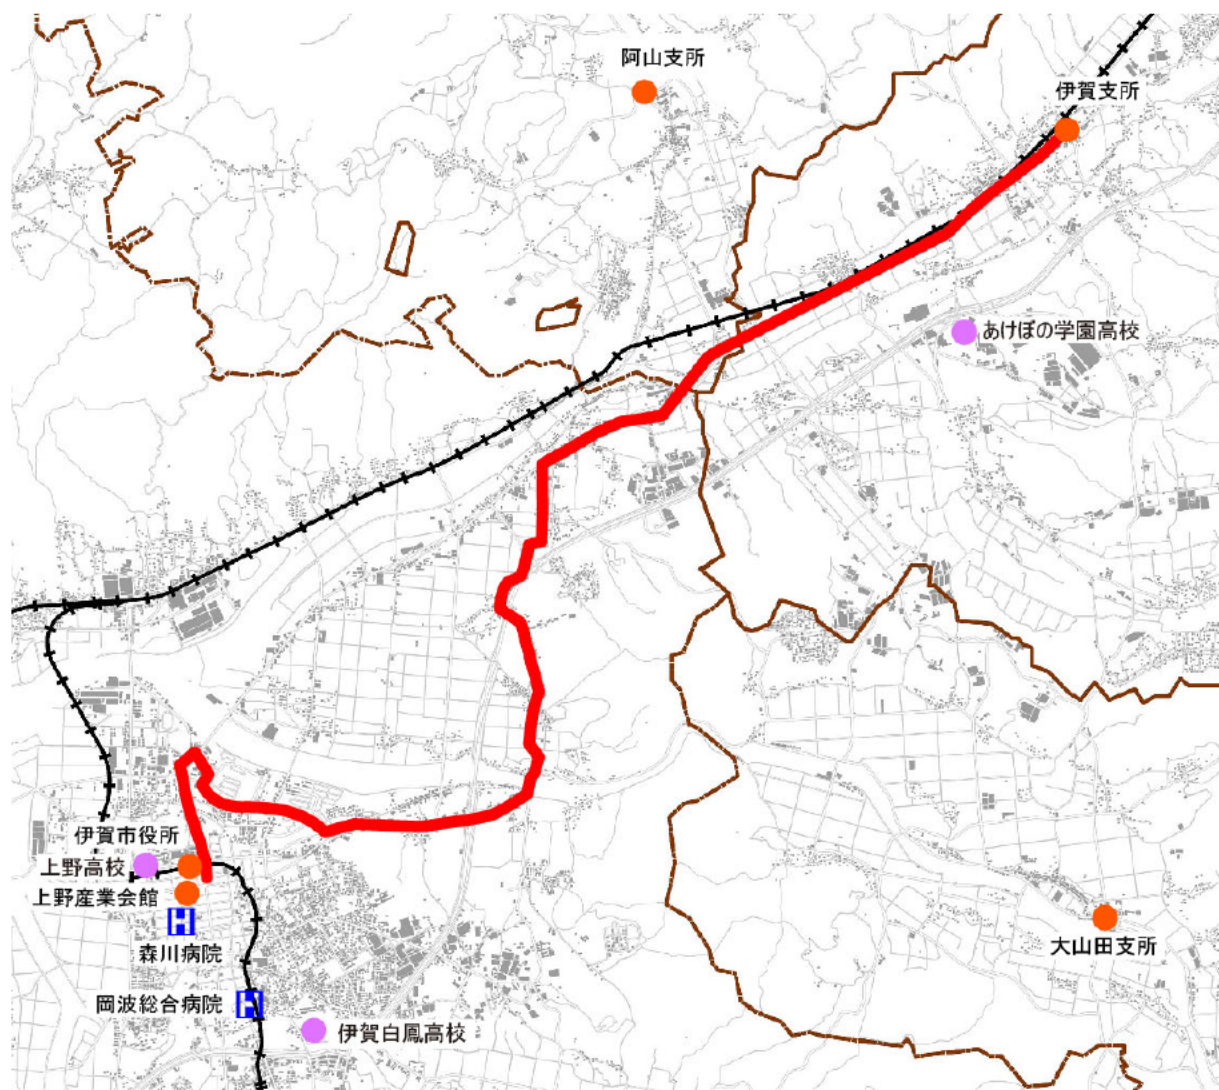 阿山支所
伊賀支所
あけぼの学園高校
伊賀市役所
上野高校
上野産業会館
H
森川病院
大山田支所
岡波総合病院
H
伊賀白鳳高校